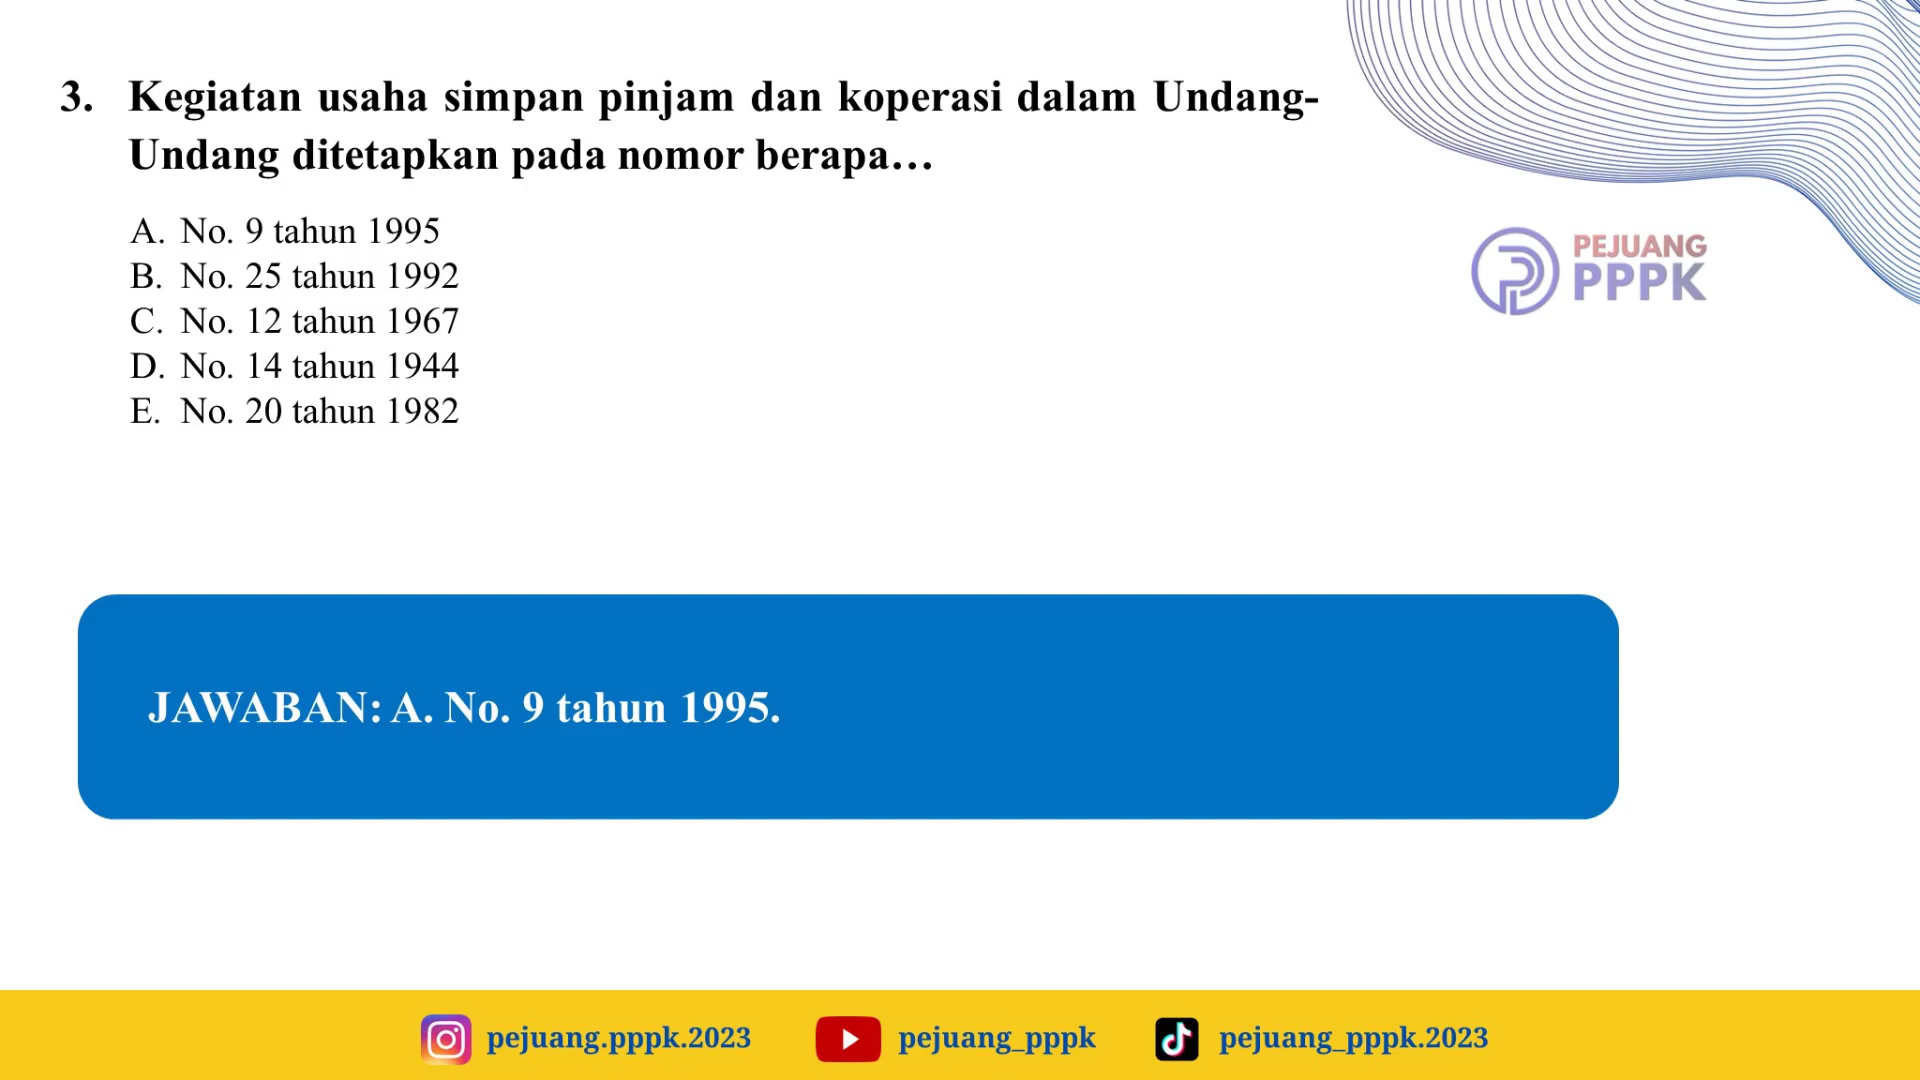 3. Kegiatan usaha simpan pinjam dan koperasi dalam Undang-
Undang ditetapkan pada nomor berapa…
A. No. 9 tahun 1995
B. No. 25 tahun 1992
C. No. 12 tahun 1967
D. No. 14 tahun 1944
E. No. 20 tahun 1982
PEJUANG
PPPK
JAWABAN: A. No. 9 tahun 1995.
pejuang.pppk.2023 pejuang_pppk pejuang_pppk.2023